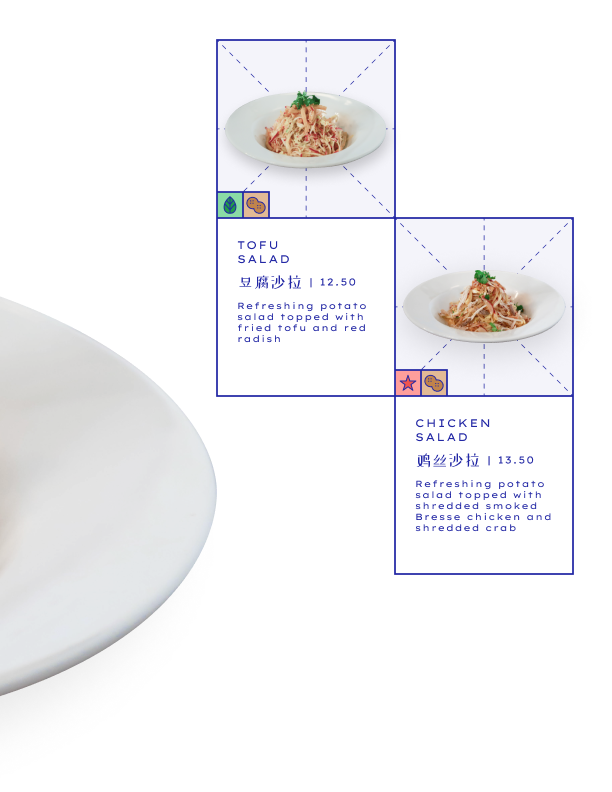 TOFU
SALAD
豆腐沙拉 | 12.50
Refreshing potato
salad topped with
fried tofu and red
radish
CHICKEN
SALAD
鸡丝沙拉 | 13.50
Refreshing potato
salad topped with
shredded smoked
Bresse chicken and
shredded crab